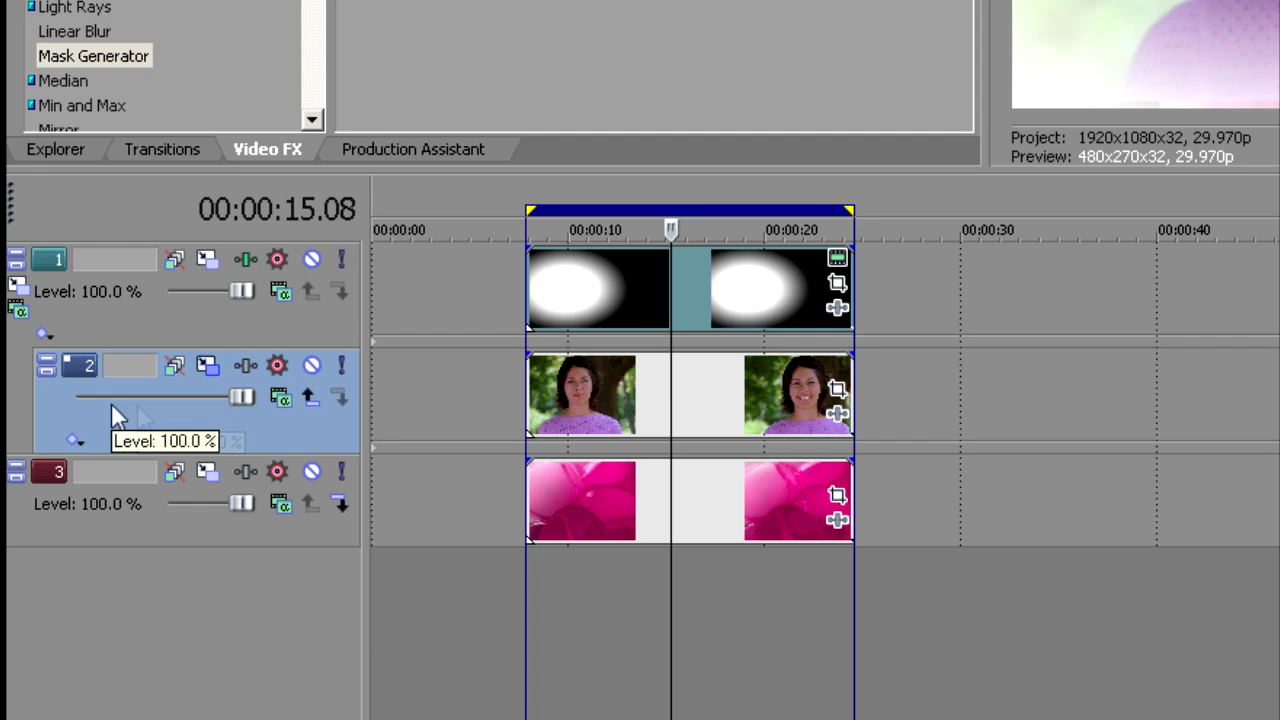 Light Rays
Linear Blur
Mask Generator
Median
Min and Max
Mirror
Explorer Transitions Video FX Production Assistant
Project: 1920x1080x32, 29.970p
Preview: 480x270x32, 29.970p
00:00:15.08
00:00:00 00:00:10 00:00:20 00:00:30 00:00:40
1
Level: 100.0 %
2
Level: 100.0 %
3
Level: 100.0 %